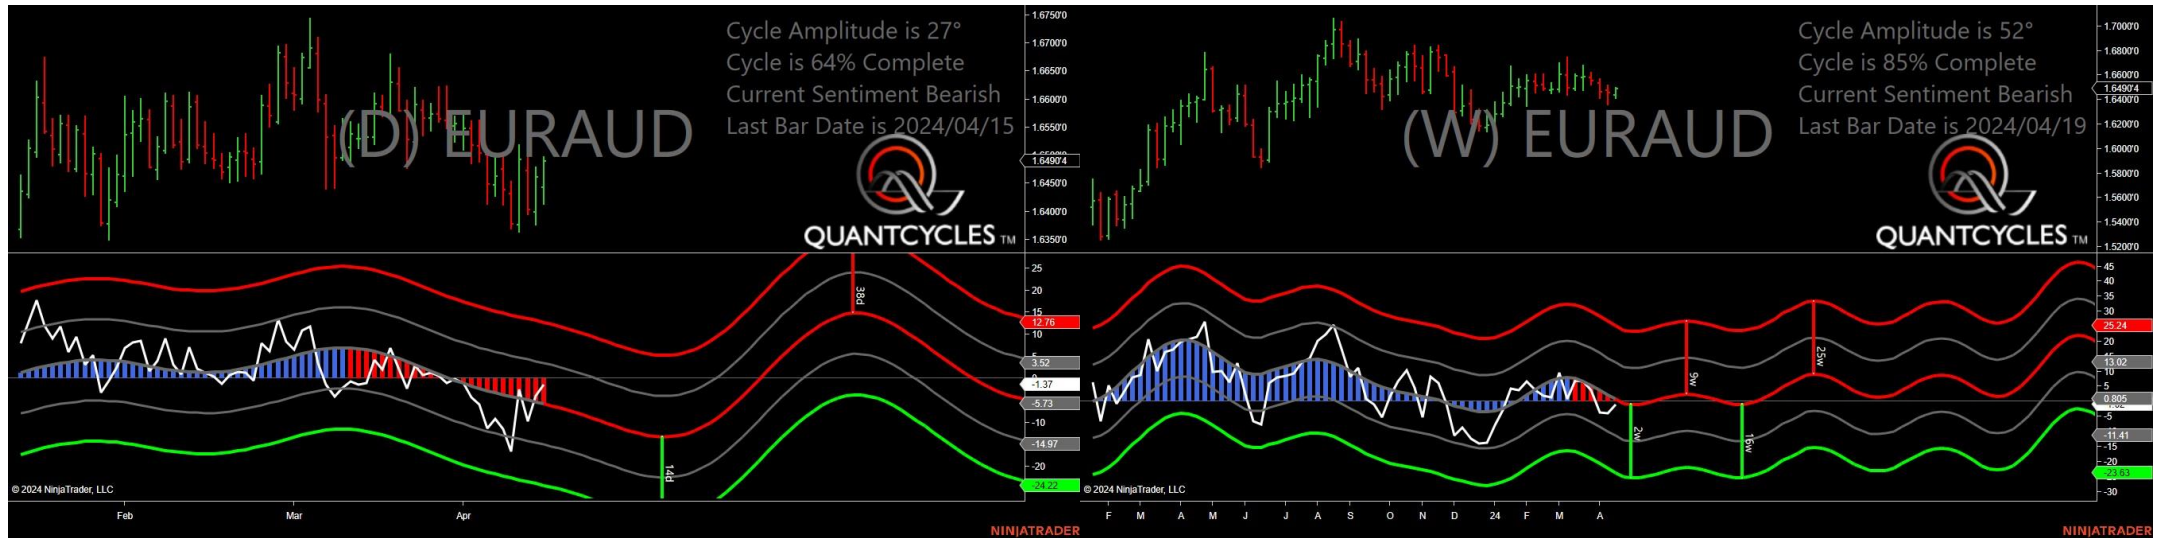 Cycle Amplitude is 27°
Cycle is 64% Complete
Current Sentiment Bearish
Last Bar Date is 2024/04/15
(D) EURAUD
QUANTCYCLES TM
1.6750'0
1.6700'0
1.6650'0
1.6600'0
1.6550'0
1.6490'4
1.6450'0
1.6400'0
1.6350'0
38d
14d
25
20
15
12.76
10
3.52
-1.37
-5.73
-10
-14.97
-20
-24.22
© 2024 NinjaTrader, LLC
Feb Mar Apr
NINJATRADER
Cycle Amplitude is 52°
Cycle is 85% Complete
Current Sentiment Bearish
Last Bar Date is 2024/04/19
(W) EURAUD
QUANTCYCLES TM
1.7000'0
1.6800'0
1.6600'0
1.6490'4
1.6400'0
1.6200'0
1.6000'0
1.5800'0
1.5600'0
1.5400'0
1.5200'0
2w
9w
16w
25w
45
40
35
30
25.24
20
15
13.02
10
5
0.805
-5
-11.41
-15
-20
-23.63
-30
© 2024 NinjaTrader, LLC
F M A M J J A S O N D 24 F M A
NINJATRADER